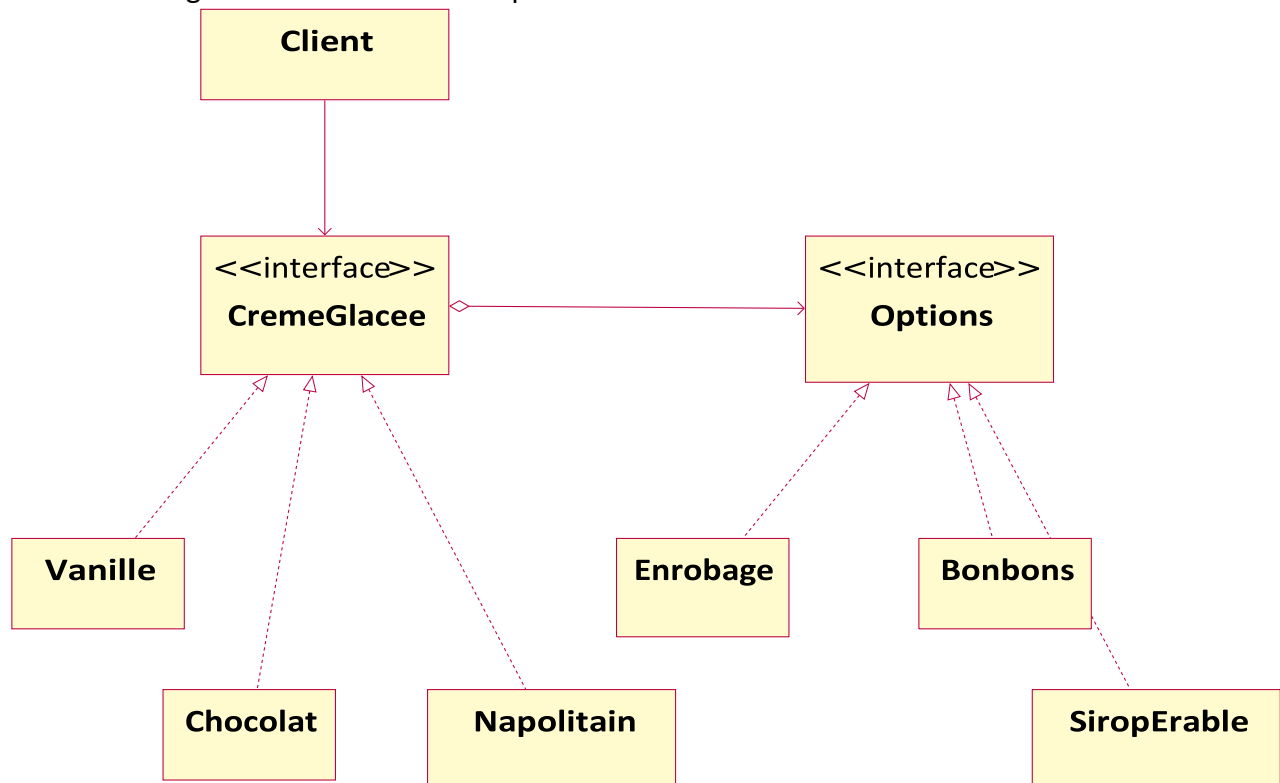 Client
<<interface>>
CremeGlacee
<<interface>>
Options
Vanille
Enrobage
Bonbons
Chocolat
Napolitain
SiropErable